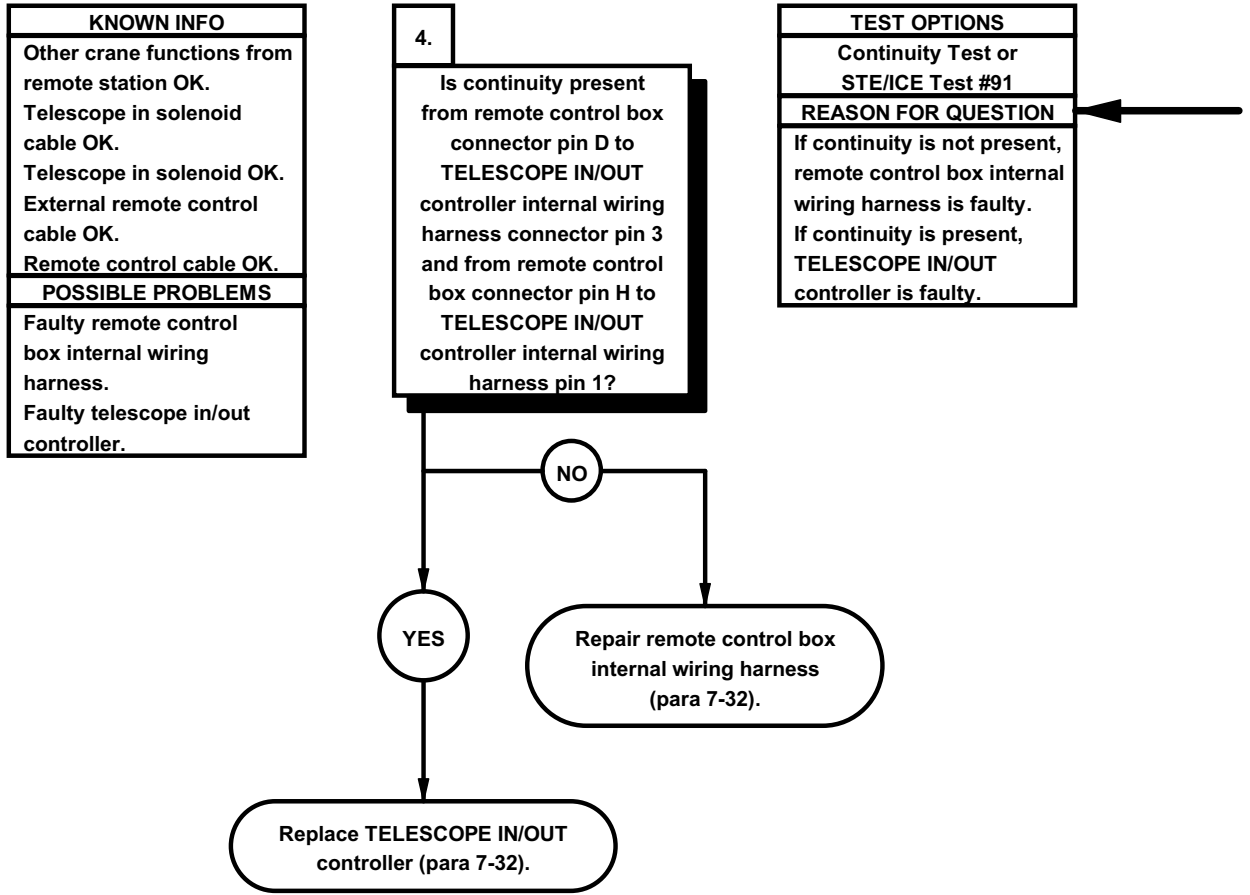 KNOWN INFO
Other crane functions from
remote station OK.
Telescope in solenoid
cable OK.
Telescope in solenoid OK.
External remote control
cable OK.
Remote control cable OK.
POSSIBLE PROBLEMS
Faulty remote control
box internal wiring
harness.
Faulty telescope in/out
controller.
4.
Is continuity present
from remote control box
connector pin D to
TELESCOPE IN/OUT
controller internal wiring
harness connector pin 3
and from remote control
box connector pin H to
TELESCOPE IN/OUT
controller internal wiring
harness pin 1?
TEST OPTIONS
Continuity Test or
STE/ICE Test #91
REASON FOR QUESTION
If continuity is not present,
remote control box internal
wiring harness is faulty.
If continuity is present,
TELESCOPE IN/OUT
controller is faulty.
NO
YES
Repair remote control box
internal wiring harness
(para 7-32).
Replace TELESCOPE IN/OUT
controller (para 7-32).